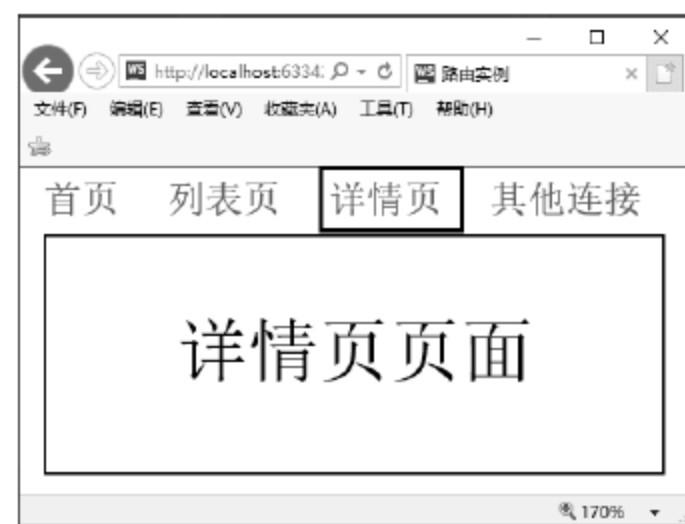 http://localhost:6334 路由实例
文件(F) 编辑(E) 查看(V) 收藏夹(A) 工具(T) 帮助(H)
首页 列表页 详情页 其他连接
详情页页面
170%